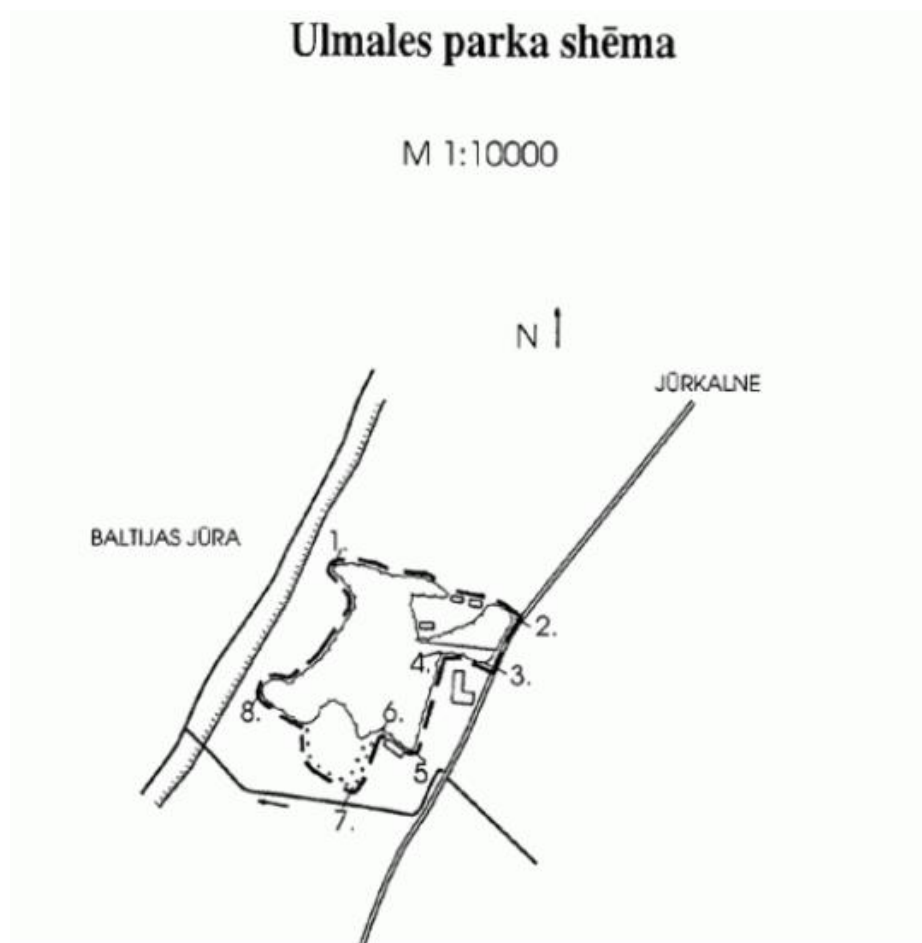 Ulmales parka shēma
M 1:10000
N
JŪRKALNE
BALTIJAS JŪRA
1.
2.
3.
4.
5.
6.
7.
8.